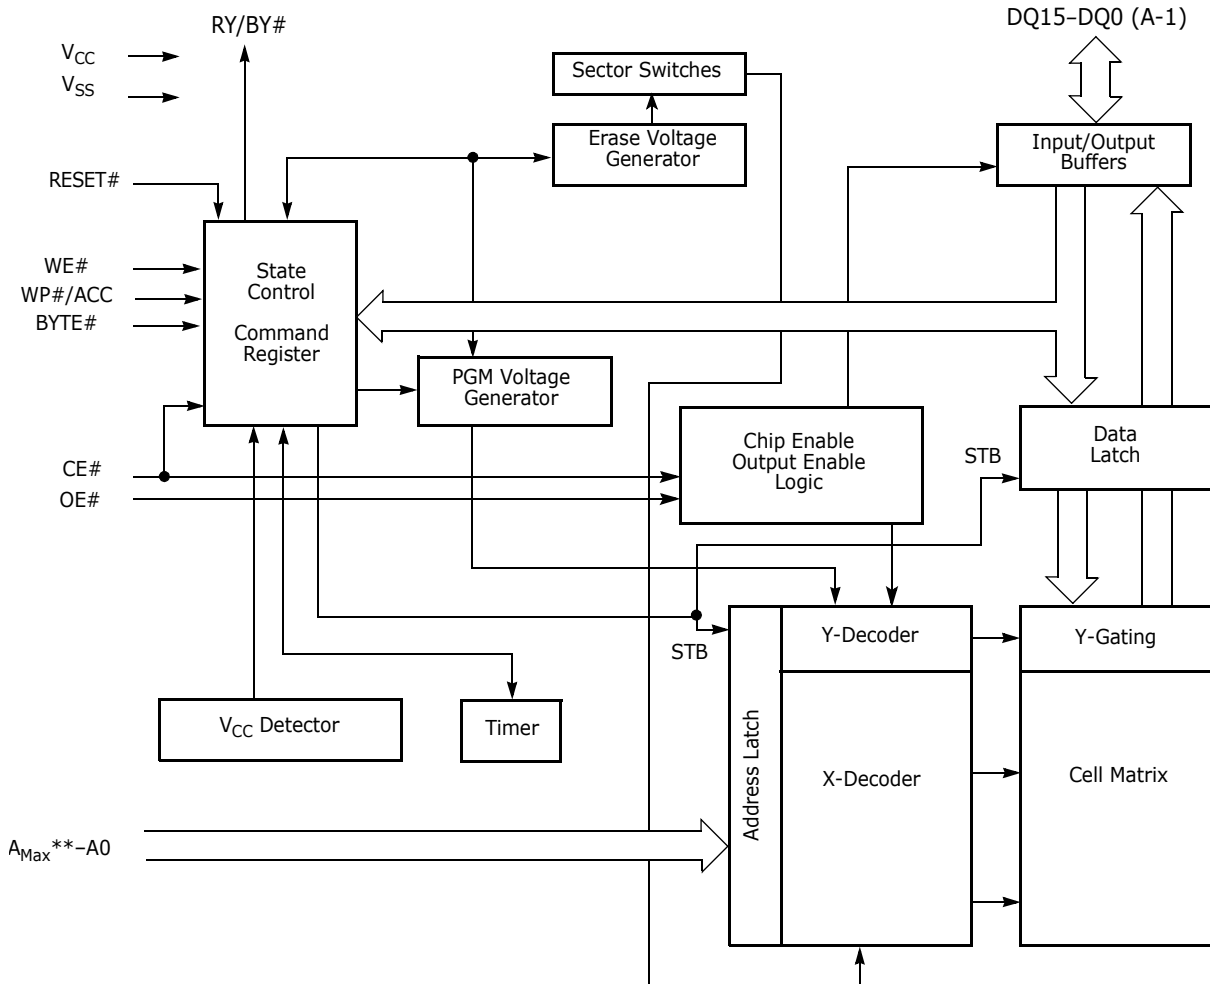 RY/BY#
DQ15–DQ0 (A-1)
VCC
VSS
Sector Switches
Erase Voltage
Generator
Input/Output
Buffers
RESET#
WE#
WP#/ACC
BYTE#
State
Control
Command
Register
PGM Voltage
Generator
Chip Enable
Output Enable
Logic
STB
Data
Latch
CE#
OE#
STB
Y-Decoder
Y-Gating
VCC Detector
Timer
Address Latch
X-Decoder
Cell Matrix
AMax**–A0